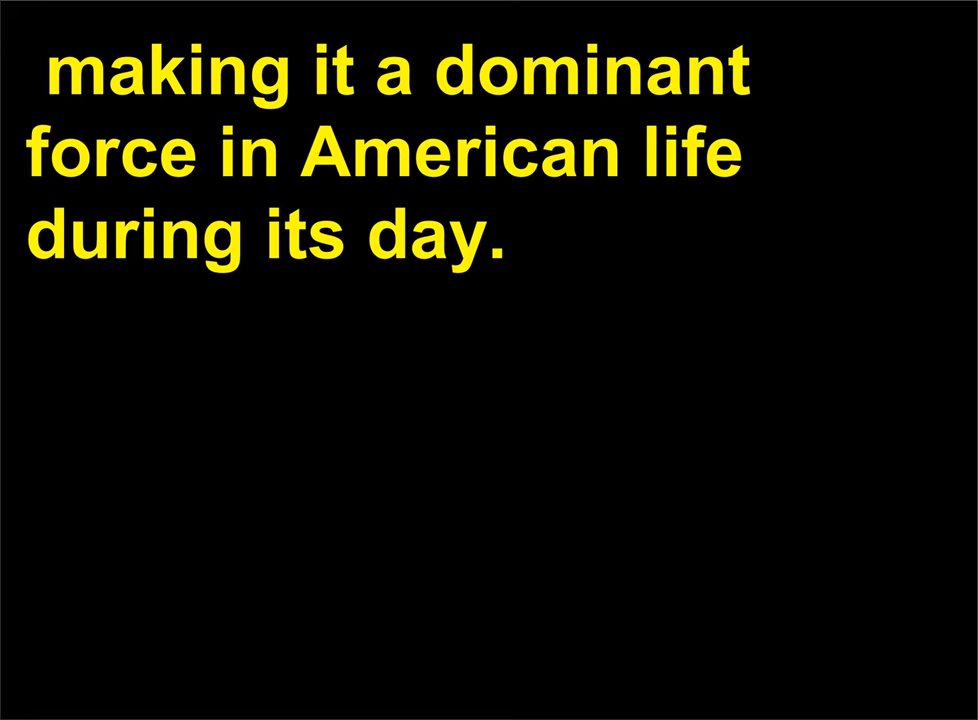 making it a dominant
force in American life
during its day.